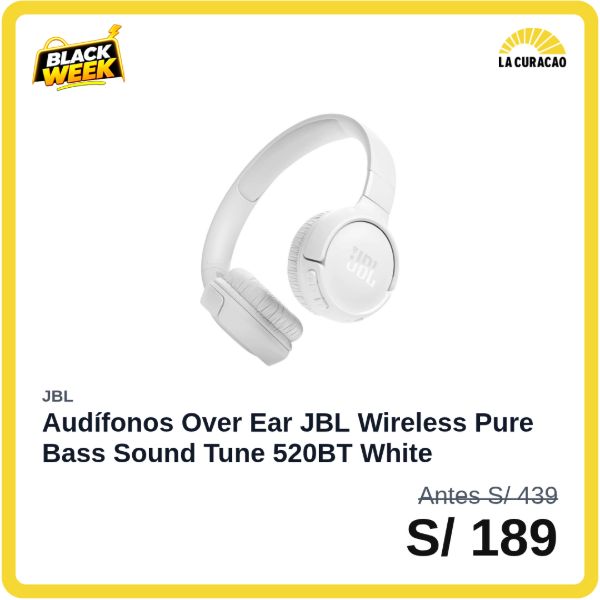 BLACK
WEEK
LA CURACAO
JBL
JBL
Audífonos Over Ear JBL Wireless Pure
Bass Sound Tune 520BT White
Antes S/ 439
S/ 189